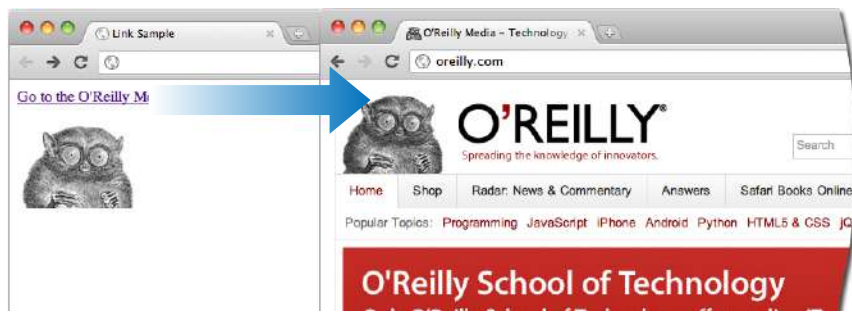 Link Sample
Go to the O'Reilly
O'Reilly Media – Technology
oreilly.com
O'REILLY®
Spreading the knowledge of innovators.
Search
Home Shop Radar: News & Commentary Answers Safari Books Online
Popular Topics: Programming JavaScript iPhone Android Python HTML5 & CSS
O'Reilly School of Technology